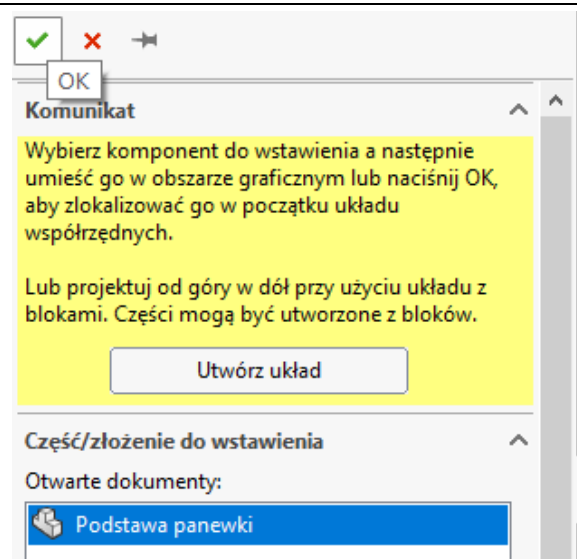 OK
Komunikat
Wybierz komponent do wstawienia a następnie
umieść go w obszarze graficznym lub naciśnij OK,
aby zlokalizować go w początku układu
współrzędnych.
Lub projektuj od góry w dół przy użyciu układu z
blokami. Części mogą być utworzone z bloków.
Utwórz układ
Część/złożenie do wstawienia
Otwarte dokumenty:
Podstawa panewki